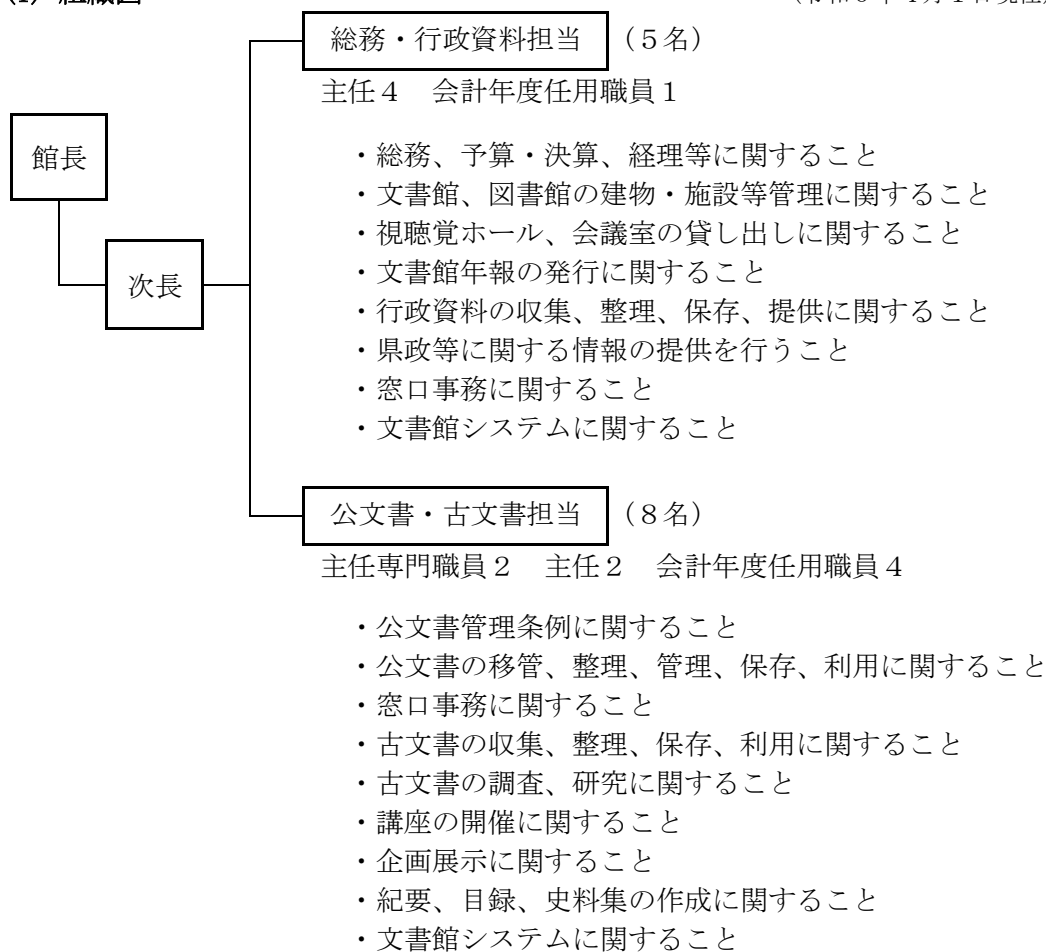 (1) 組織図
総務・行政資料担当 （５名）
主任４　会計年度任用職員１
館長
・総務、予算・決算、経理等に関すること
・文書館、図書館の建物・施設等管理に関すること
・視聴覚ホール、会議室の貸し出しに関すること
・文書館年報の発行に関すること
次長
・行政資料の収集、整理、保存、提供に関すること
・県政等に関する情報の提供を行うこと
・窓口事務に関すること
・文書館システムに関すること
公文書・古文書担当 （８名）
主任専門職員２　主任２　会計年度任用職員４
・公文書管理条例に関すること
・公文書の移管、整理、管理、保存、利用に関すること
・窓口事務に関すること
・古文書の収集、整理、保存、利用に関すること
・古文書の調査、研究に関すること
・講座の開催に関すること
・企画展示に関すること
・紀要、目録、史料集の作成に関すること
・文書館システムに関すること